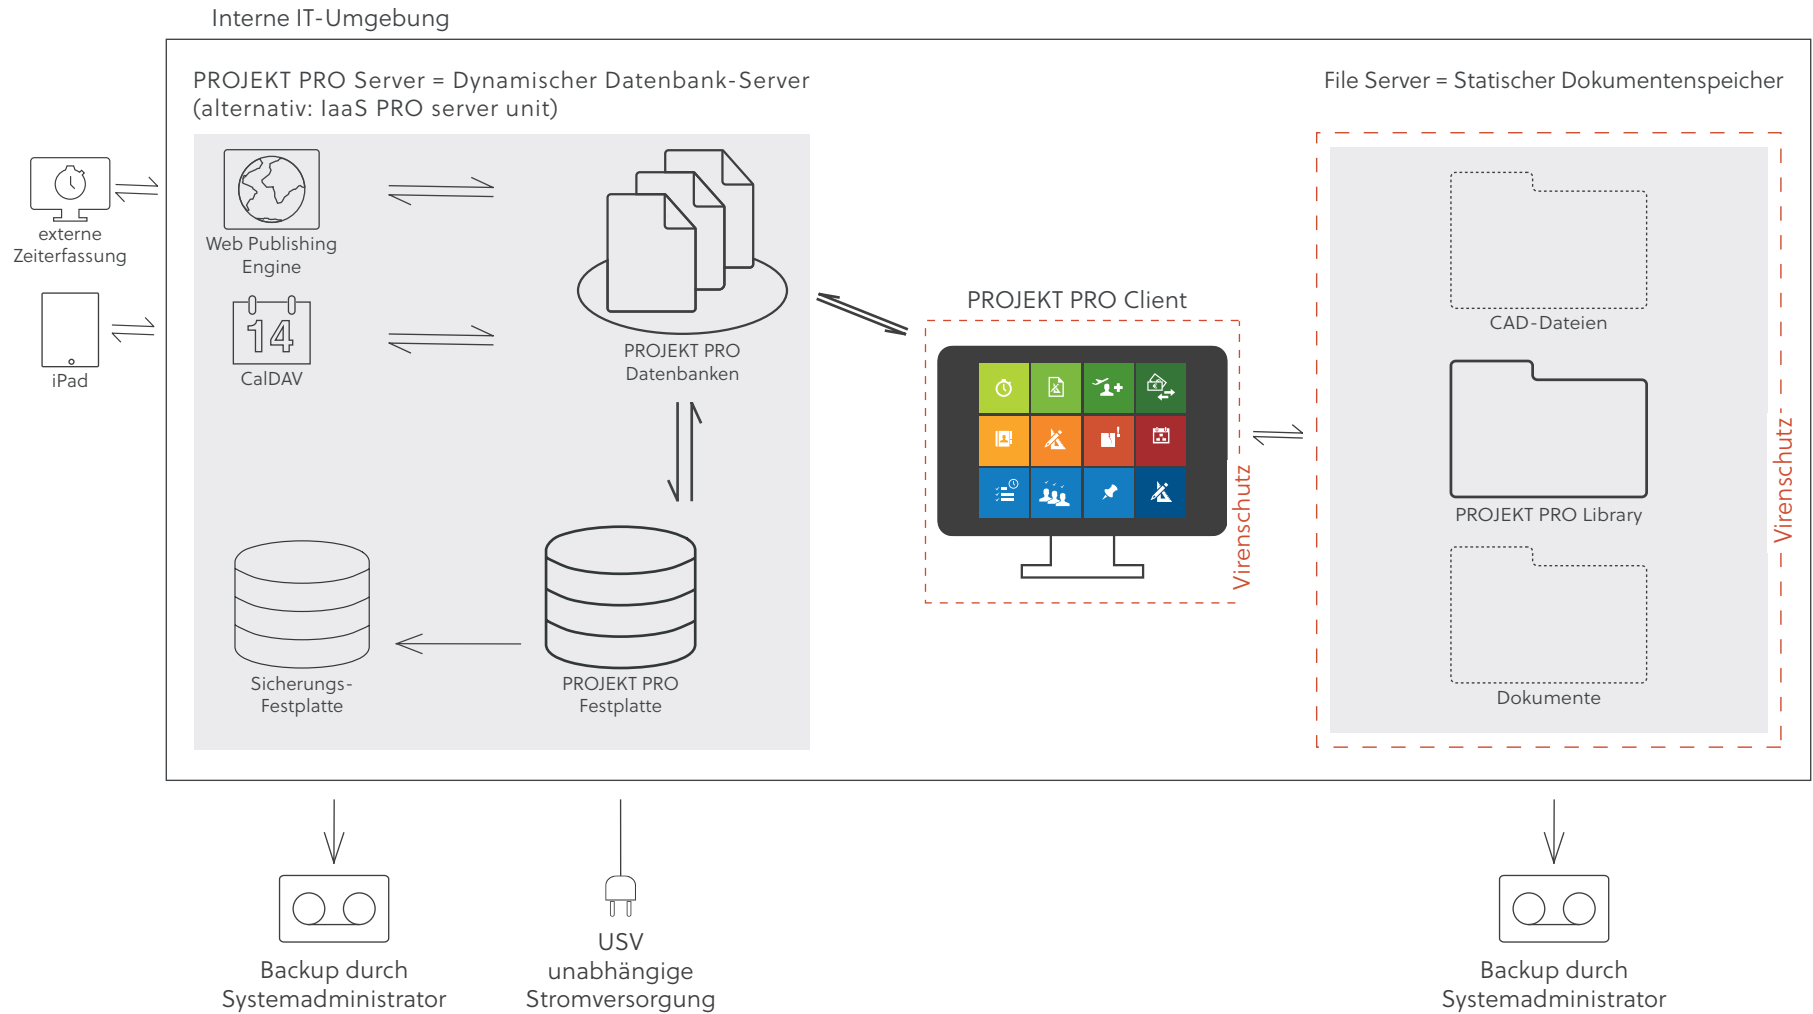 Interne IT-Umgebung
PROJEKT PRO Server = Dynamischer Datenbank-Server
(alternativ: IaaS PRO server unit)
File Server = Statischer Dokumentenspeicher
externe
Zeiterfassung
iPad
Web Publishing
Engine
14
CalDAV
PROJEKT PRO
Datenbanken
Sicherungs-
Festplatte
PROJEKT PRO
Festplatte
PROJEKT PRO Client
Virenschutz
CAD-Dateien
PROJEKT PRO Library
Dokumente
Virenschutz
Backup durch
Systemadministrator
USV
unabhängige
Stromversorgung
Backup durch
Systemadministrator